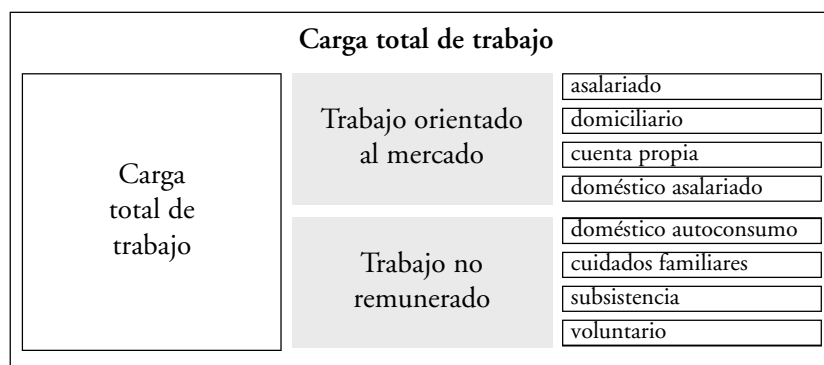 Carga total de trabajo
Carga
total de
trabajo
Trabajo orientado
al mercado
asalariado
domiciliario
cuenta propia
doméstico asalariado
Trabajo no
remunerado
doméstico autoconsumo
cuidados familiares
subsistencia
voluntario